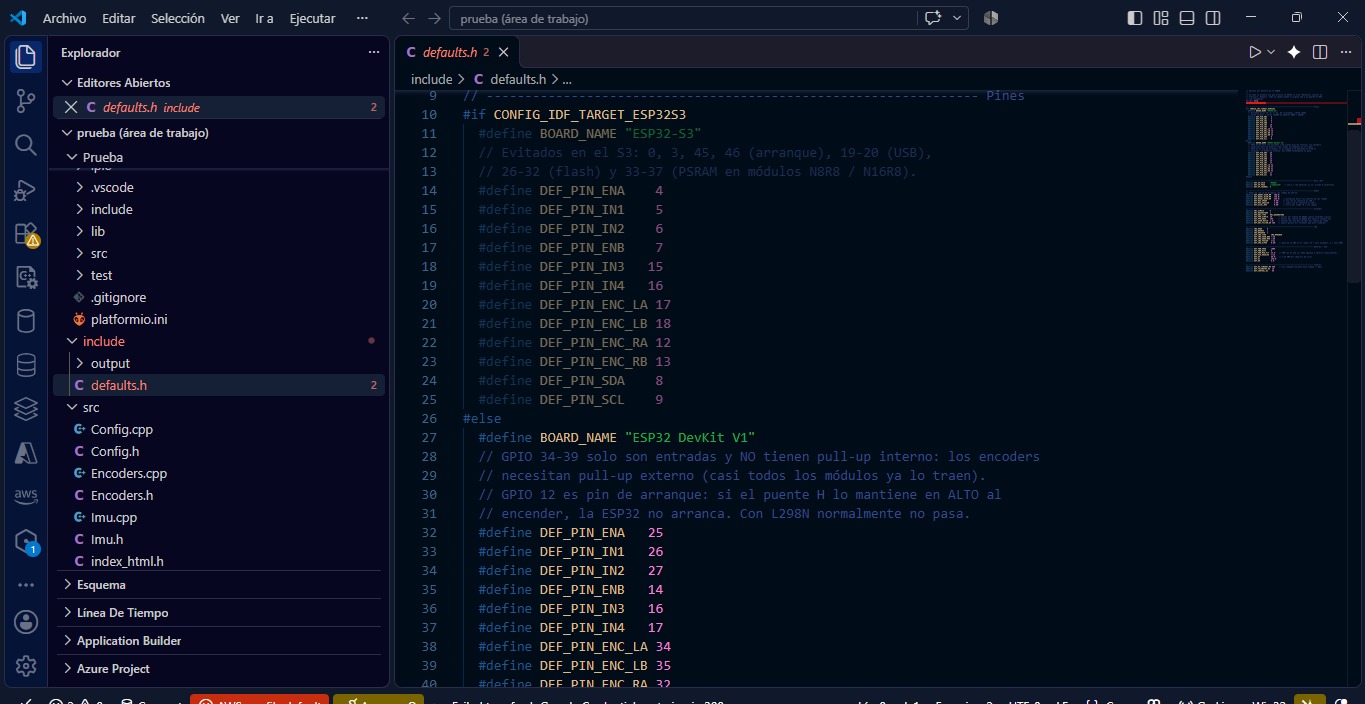 Archivo Editar Selección Ver Ir a Ejecutar ···
prueba (área de trabajo)
Explorador
Editores Abiertos
defaults.h include 2
prueba (área de trabajo)
Prueba
.vscode
include
lib
src
test
.gitignore
platformio.ini
include
output
defaults.h 2
src
Config.cpp
Config.h
Encoders.cpp
Encoders.h
Imu.cpp
Imu.h
index_html.h
Esquema
Línea De Tiempo
Application Builder
Azure Project
aws
1
defaults.h 2
include > C defaults.h > ...
9 // ---------------------------------------------------------------- Pines
10 #if CONFIG_IDF_TARGET_ESP32S3
11 #define BOARD_NAME "ESP32-S3"
12 // Evitados en el S3: 0, 3, 45, 46 (arranque), 19-20 (USB),
13 // 26-32 (flash) y 33-37 (PSRAM en módulos N8R8 / N16R8).
14 #define DEF_PIN_ENA 4
15 #define DEF_PIN_IN1 5
16 #define DEF_PIN_IN2 6
17 #define DEF_PIN_ENB 7
18 #define DEF_PIN_IN3 15
19 #define DEF_PIN_IN4 16
20 #define DEF_PIN_ENC_LA 17
21 #define DEF_PIN_ENC_LB 18
22 #define DEF_PIN_ENC_RA 12
23 #define DEF_PIN_ENC_RB 13
24 #define DEF_PIN_SDA 8
25 #define DEF_PIN_SCL 9
26 #else
27 #define BOARD_NAME "ESP32 DevKit V1"
28 // GPIO 34-39 solo son entradas y NO tienen pull-up interno: los encoders
29 // necesitan pull-up externo (casi todos los módulos ya lo traen).
30 // GPIO 12 es pin de arranque: si el puente H lo mantiene en ALTO al
31 // encender, la ESP32 no arranca. Con L298N normalmente no pasa.
32 #define DEF_PIN_ENA 25
33 #define DEF_PIN_IN1 26
34 #define DEF_PIN_IN2 27
35 #define DEF_PIN_ENB 14
36 #define DEF_PIN_IN3 16
37 #define DEF_PIN_IN4 17
38 #define DEF_PIN_ENC_LA 34
39 #define DEF_PIN_ENC_LB 35
40 #define DEF_PIN_ENC_RA 32